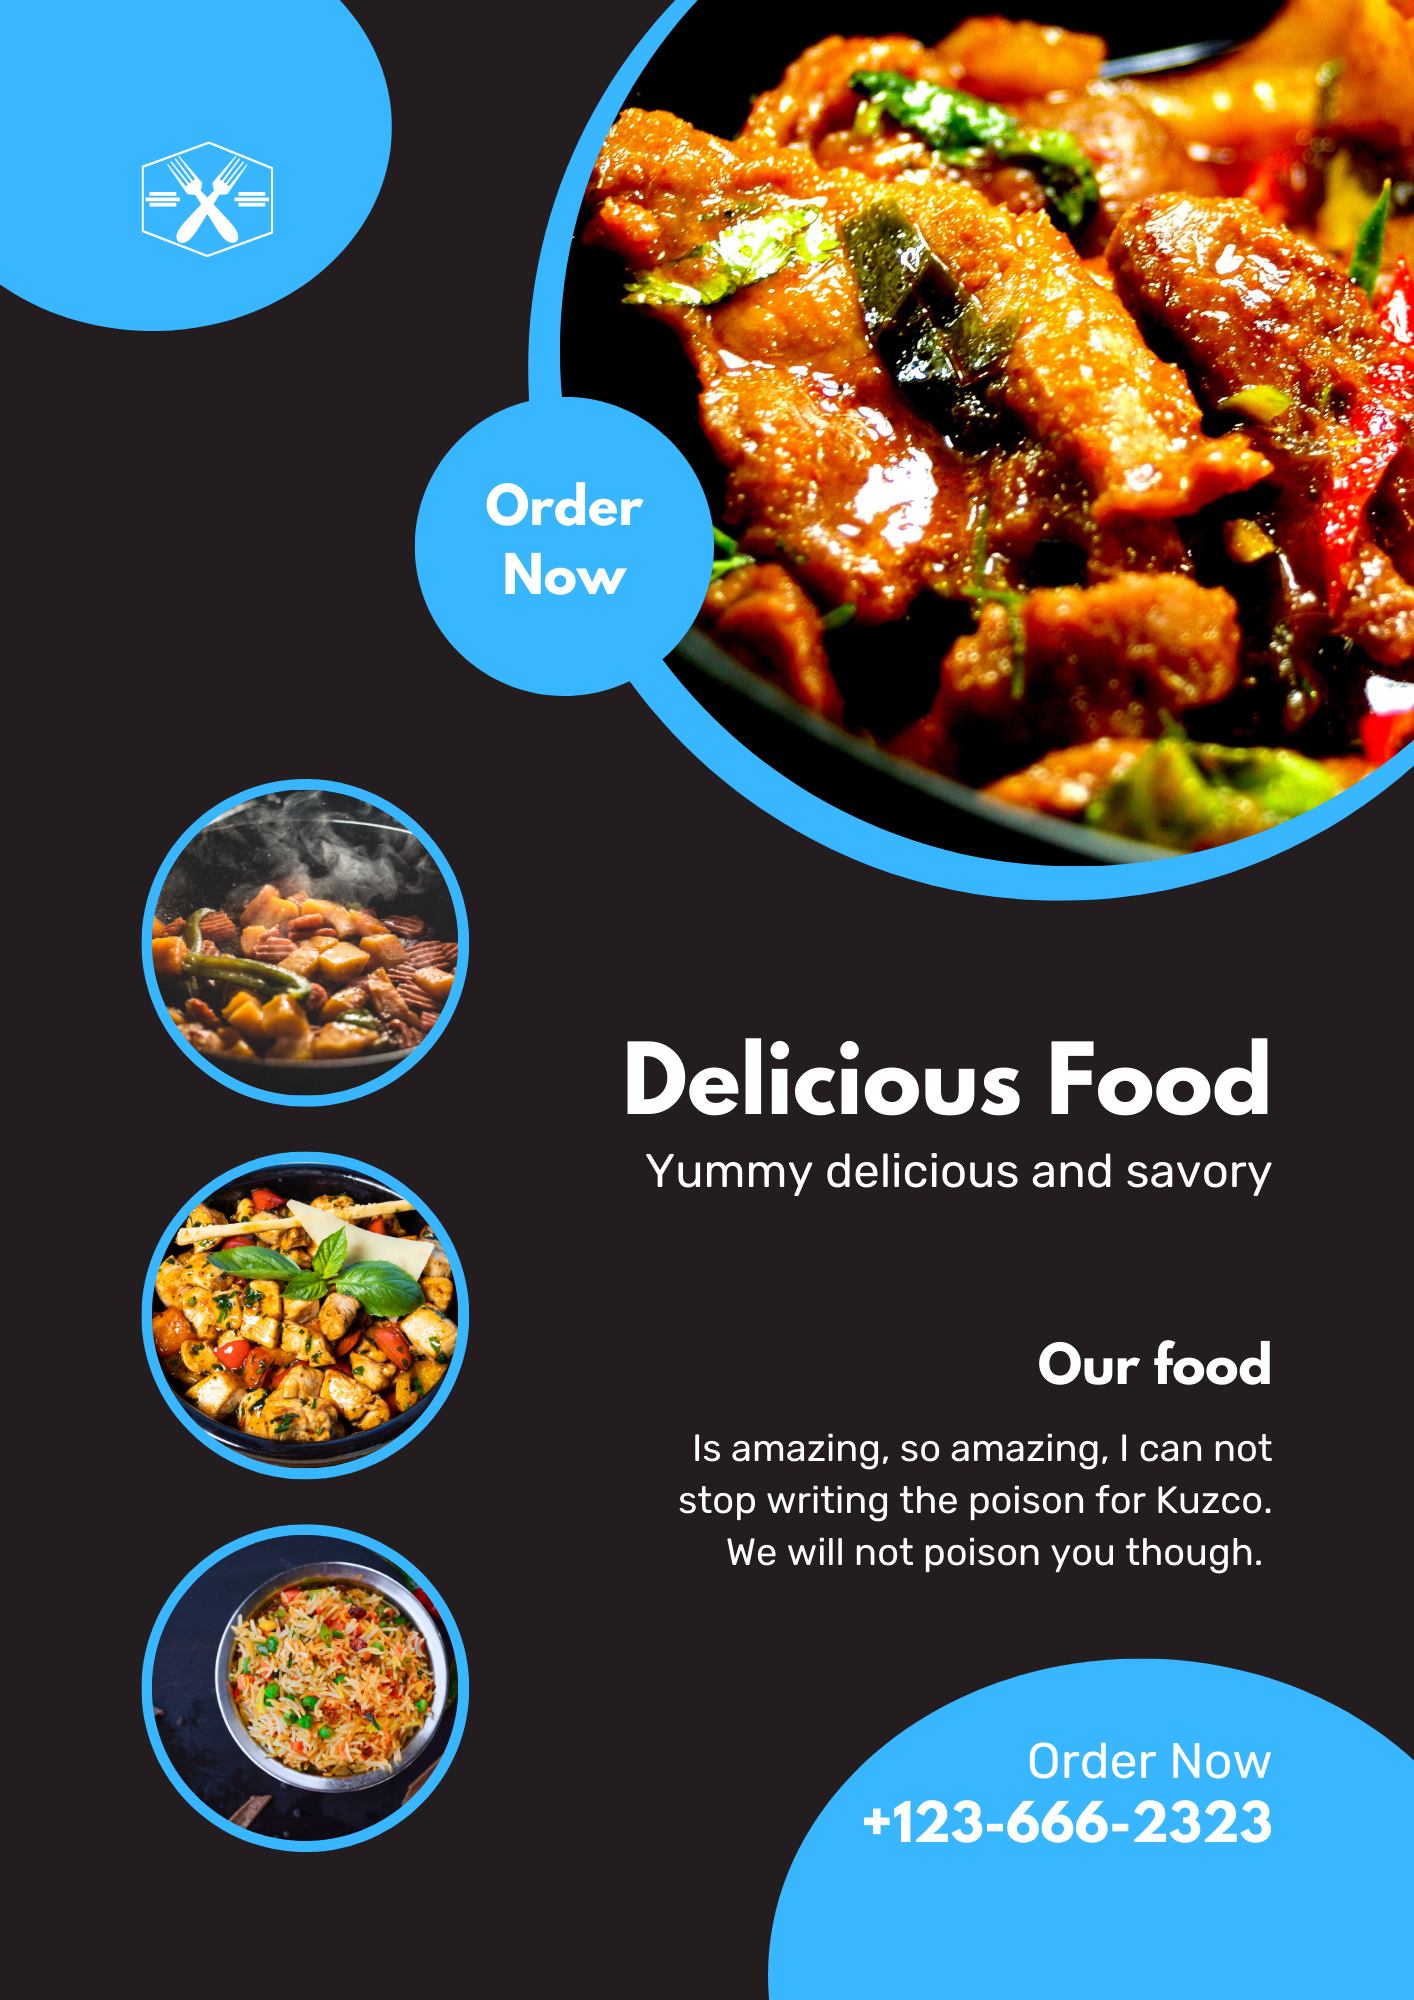 Order
Now
Delicious Food
Yummy delicious and savory
Our food
Is amazing, so amazing, I can not
stop writing the poison for Kuzco.
We will not poison you though.
Order Now
+123-666-2323